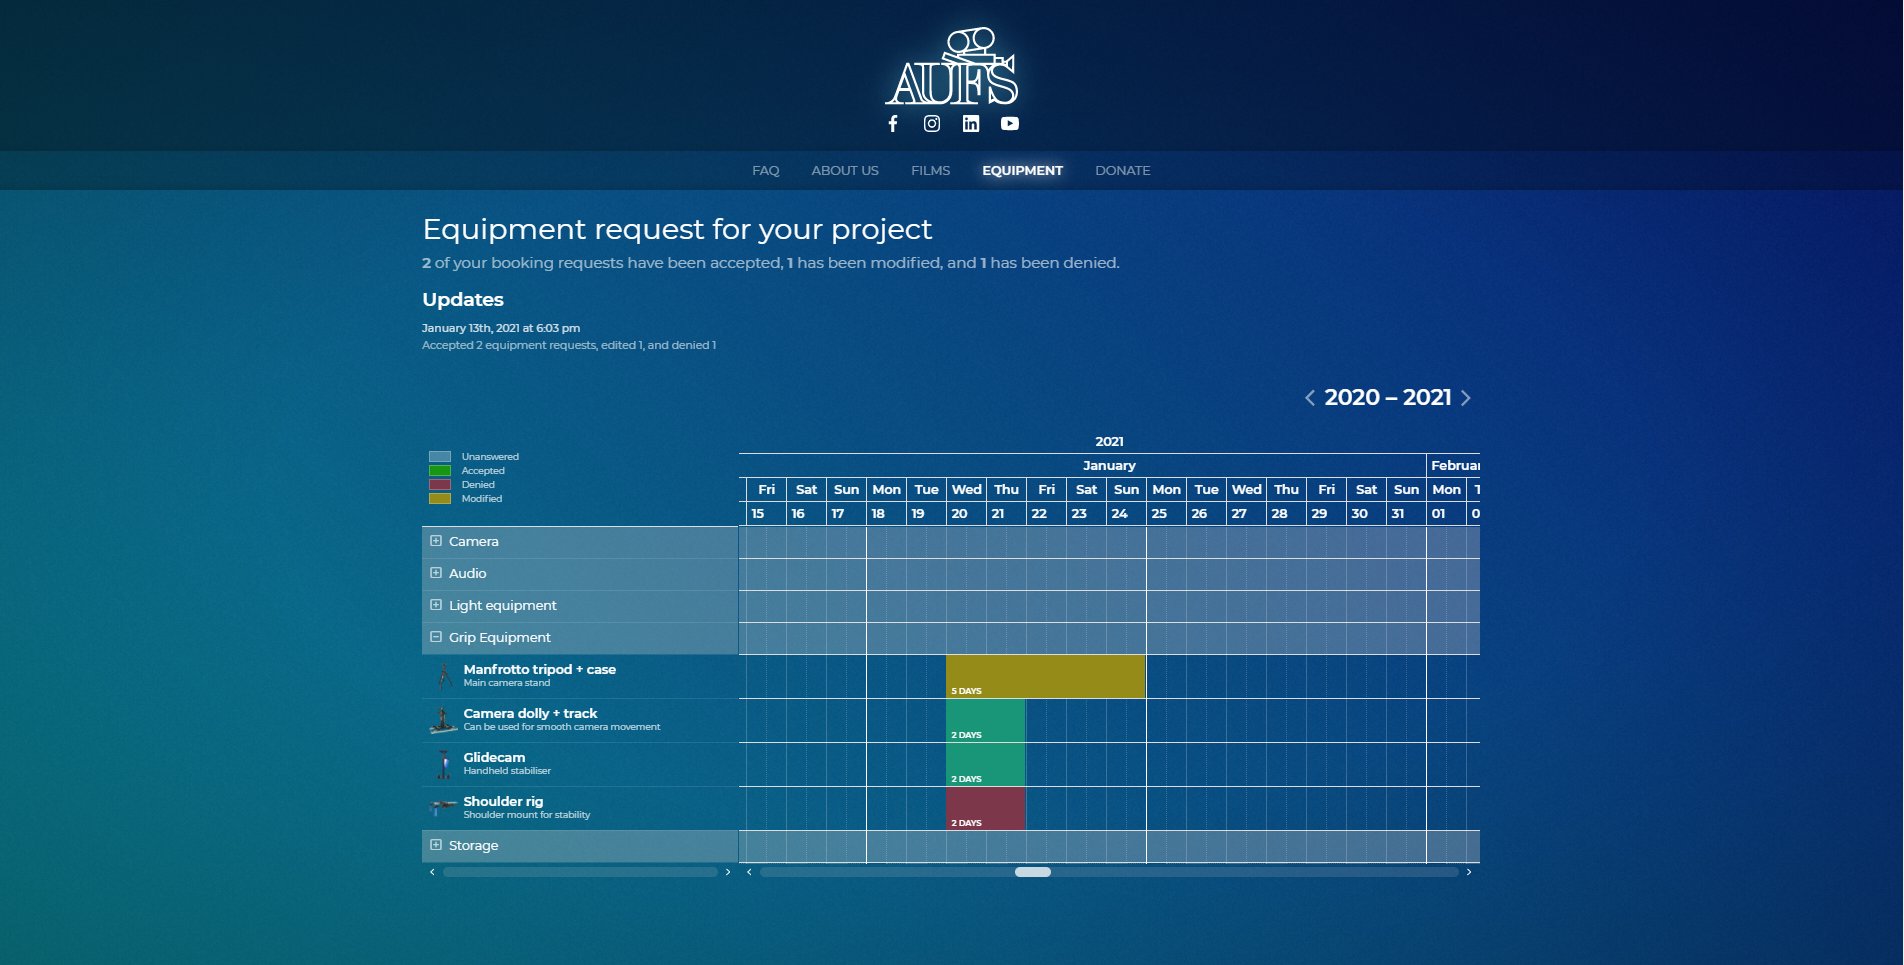 AUFS
FAQ ABOUT US FILMS EQUIPMENT DONATE
Equipment request for your project
2 of your booking requests have been accepted, 1 has been modified, and 1 has been denied.
Updates
January 13th, 2021 at 6:03 pm
Accepted 2 equipment requests, edited 1, and denied 1
2020 – 2021
2021
Unanswered
Accepted
Denied
Modified
January Februar
Fri Sat Sun Mon Tue Wed Thu Fri Sat Sun Mon Tue Wed Thu Fri Sat Sun Mon T
15 16 17 18 19 20 21 22 23 24 25 26 27 28 29 30 31 01 0
Camera
Audio
Light equipment
Grip Equipment
Manfrotto tripod + case
Main camera stand
5 DAYS
Camera dolly + track
Can be used for smooth camera movement
2 DAYS
Glidecam
Handheld stabiliser
2 DAYS
Shoulder rig
Shoulder mount for stability
2 DAYS
Storage